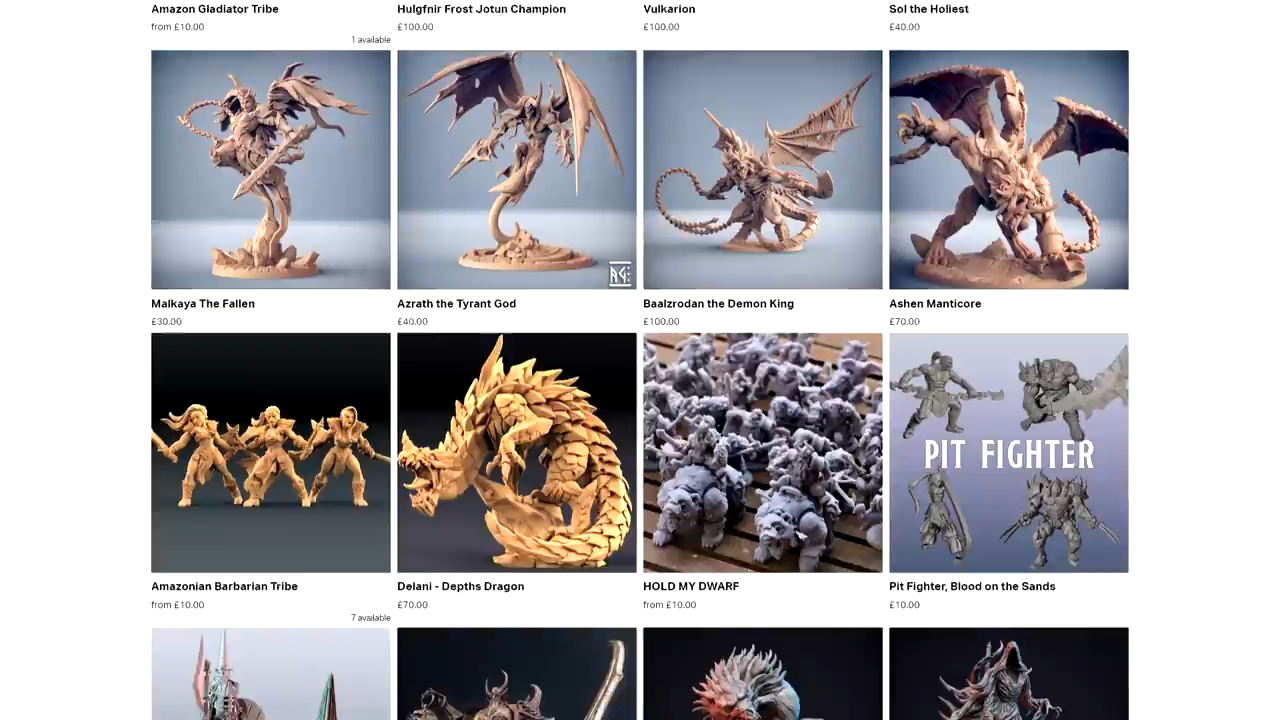 Amazon Gladiator Tribe
Hulgfnir Frost Jotun Champion
Vulkarion
Sol the Holiest
from £10.00
£100.00
£100.00
£40.00
1 available
Malkaya The Fallen
Azrath the Tyrant God
Baalzrodan the Demon King
Ashen Manticore
£30.00
£40.00
£100.00
£70.00
PIT FIGHTER
Amazonian Barbarian Tribe
Delani - Depths Dragon
HOLD MY DWARF
Pit Fighter, Blood on the Sands
from £10.00
£70.00
from £10.00
£10.00
7 available